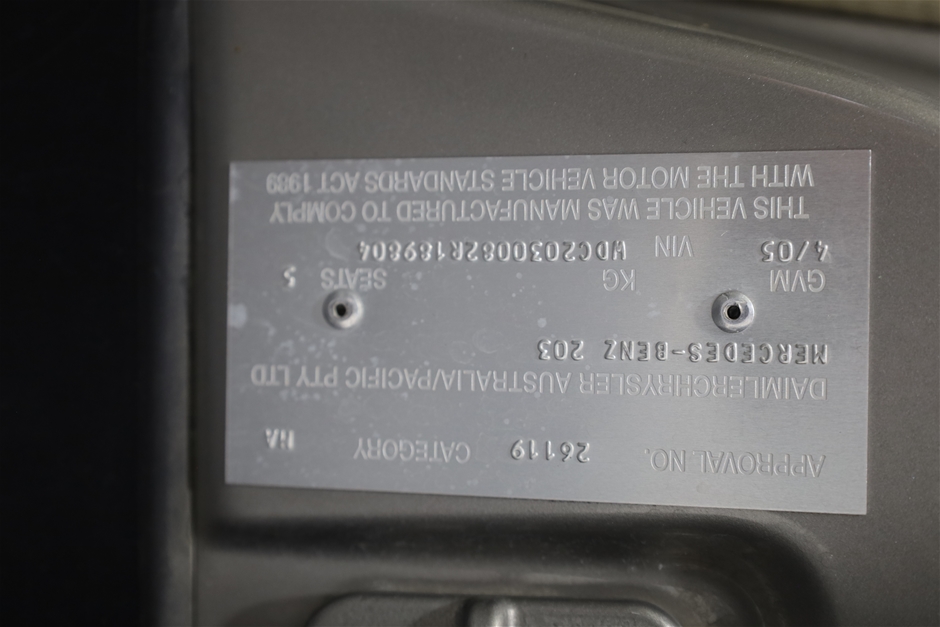 APPROVAL NO. 26119 CATEGORY MA
DAIMLERCHRYSLER AUSTRALIA/PACIFIC PTY LTD
MERCEDES-BENZ 203
GVM KG SEATS 5
4/05 VIN WDC2030082R189604
THIS VEHICLE WAS MANUFACTURED TO COMPLY
WITH THE MOTOR VEHICLE STANDARDS ACT 1989